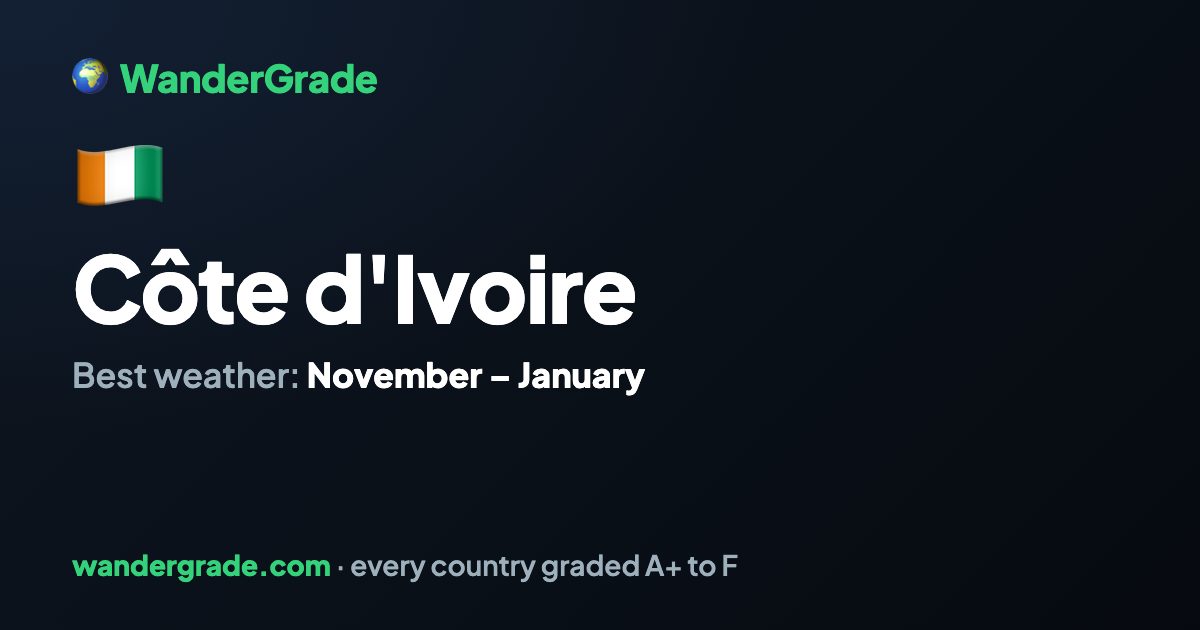 WanderGrade
Côte d'Ivoire
Best weather: November – January
wandergrade.com · every country graded A+ to F